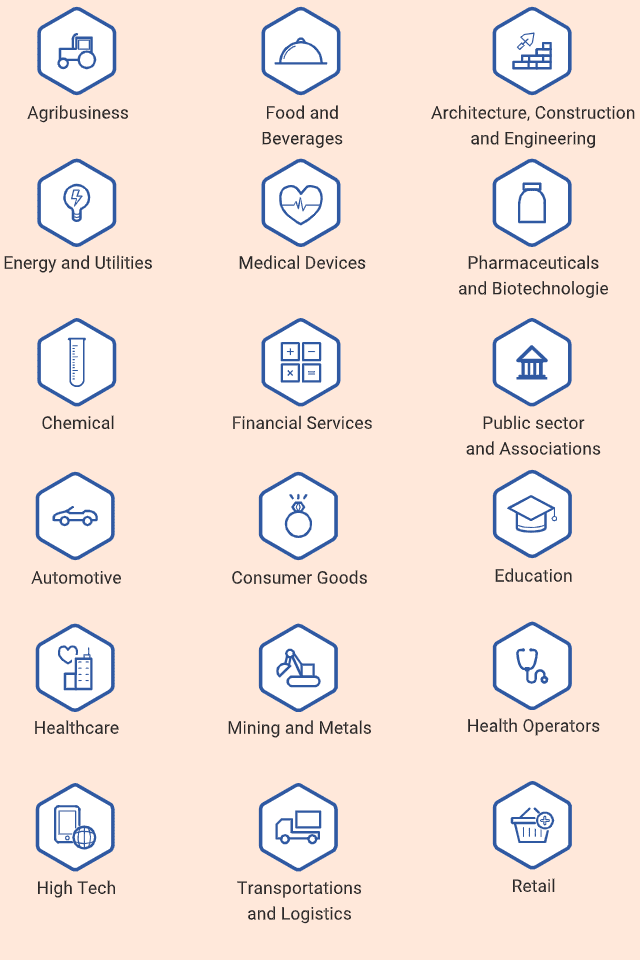 Agribusiness
Food and
Beverages
Architecture, Construction
and Engineering
Energy and Utilities
Medical Devices
Pharmaceuticals
and Biotechnologie
Chemical
Financial Services
Public sector
and Associations
Automotive
Consumer Goods
Education
Healthcare
Mining and Metals
Health Operators
High Tech
Transportations
and Logistics
Retail